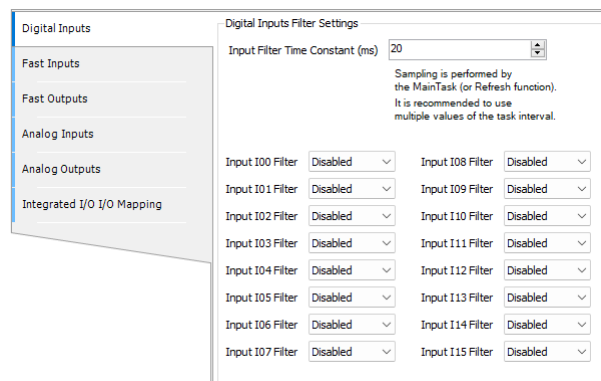 Digital Inputs
Fast Inputs
Fast Outputs
Analog Inputs
Analog Outputs
Integrated I/O I/O Mapping
Digital Inputs Filter Settings
Input Filter Time Constant (ms) 20
Sampling is performed by
the MainTask (or Refresh function).
It is recommended to use
multiple values of the task interval.
Input I00 Filter Disabled Input I08 Filter Disabled
Input I01 Filter Disabled Input I09 Filter Disabled
Input I02 Filter Disabled Input I10 Filter Disabled
Input I03 Filter Disabled Input I11 Filter Disabled
Input I04 Filter Disabled Input I12 Filter Disabled
Input I05 Filter Disabled Input I13 Filter Disabled
Input I06 Filter Disabled Input I14 Filter Disabled
Input I07 Filter Disabled Input I15 Filter Disabled